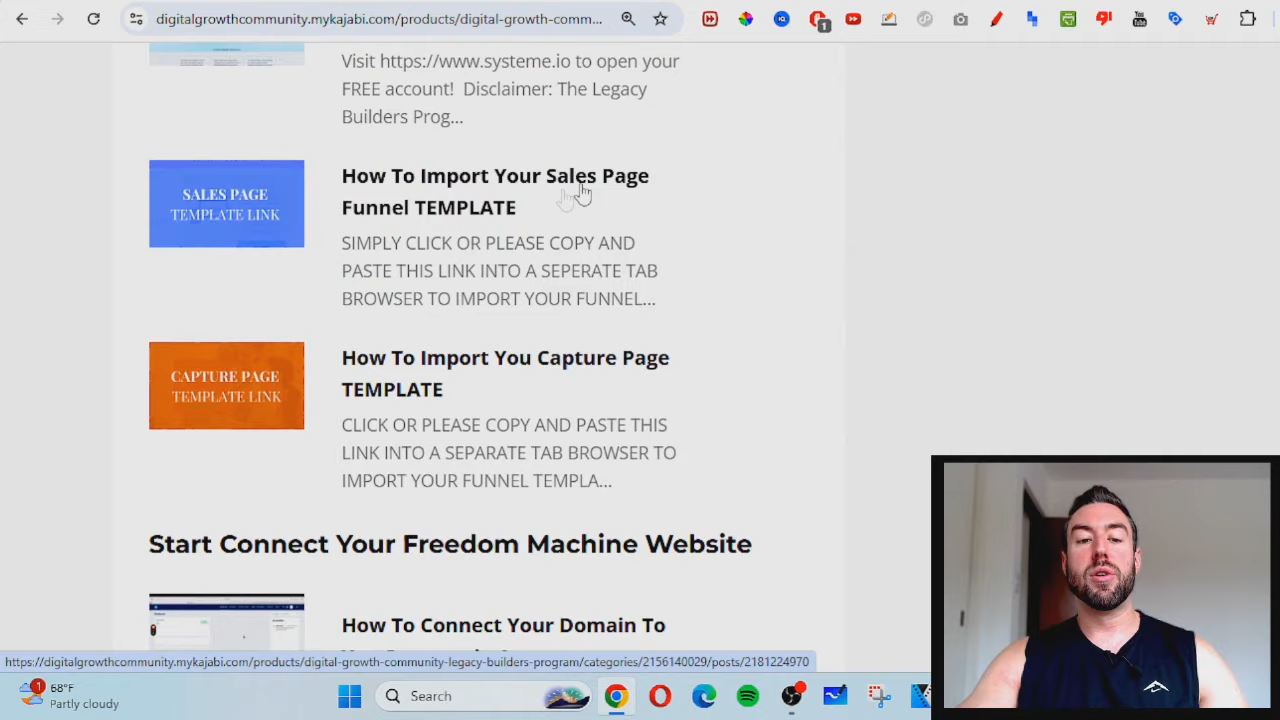 digitalgrowthcommunity.mykajabi.com/products/digital-growth-comm...
1
Visit https://www.systeme.io to open your
FREE account!  Disclaimer: The Legacy
Builders Prog...
SALES PAGE
TEMPLATE LINK
How To Import Your Sales Page
Funnel TEMPLATE
SIMPLY CLICK OR PLEASE COPY AND
PASTE THIS LINK INTO A SEPERATE TAB
BROWSER TO IMPORT YOUR FUNNEL...
CAPTURE PAGE
TEMPLATE LINK
How To Import You Capture Page
TEMPLATE
CLICK OR PLEASE COPY AND PASTE THIS
LINK INTO A SEPARATE TAB BROWSER TO
IMPORT YOUR FUNNEL TEMPLA...
Start Connect Your Freedom Machine Website
How To Connect Your Domain To
https://digitalgrowthcommunity.mykajabi.com/products/digital-growth-community-legacy-builders-program/categories/2156140029/posts/2181224970
1
68°F
Partly cloudy
Search